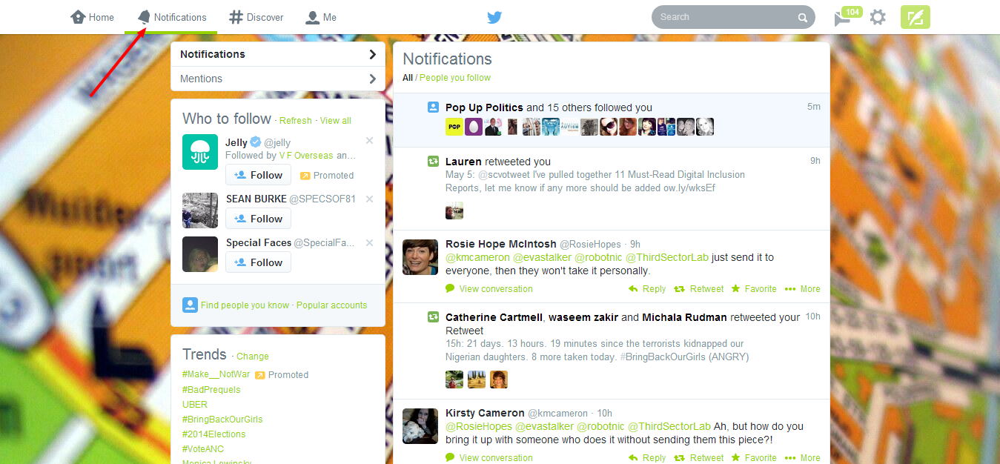 Home
Notifications
Discover
Me
Search
104
Notifications
Mentions
Who to follow · Refresh · View all
Jelly @jelly
Followed by V F Overseas an...
Follow
Promoted
SEAN BURKE @SPECSOF81
Follow
Special Faces @SpecialFa...
Follow
Find people you know · Popular accounts
Trends · Change
#Make__NotWar Promoted
#BadPrequels
UBER
#BringBackOurGirls
#2014Elections
#VoteANC
Monica Lewinsky
Notifications
All / People you follow
Pop Up Politics and 15 others followed you 5m
POP
AUTISM
Lauren retweeted you 9h
May 5: @scvotweet I've pulled together 11 Must-Read Digital Inclusion
Reports, let me know if any more should be added ow.ly/wksEf
Rosie Hope McIntosh @RosieHopes · 9h
@kmcameron @evastalker @robotnic @ThirdSectorLab just send it to
everyone, then they won't take it personally.
View conversation Reply Retweet Favorite More
Catherine Cartmell, waseem zakir and Michala Rudman retweeted your 10h
Retweet
15h: 21 days. 13 hours. 19 minutes since the terrorists kidnapped our
Nigerian daughters. 8 more taken today. #BringBackOurGirls (ANGRY)
Kirsty Cameron @kmcameron · 10h
@RosieHopes @evastalker @robotnic @ThirdSectorLab Ah, but how do you
bring it up with someone who does it without sending them this piece?!
View conversation Reply Retweet Favorite More